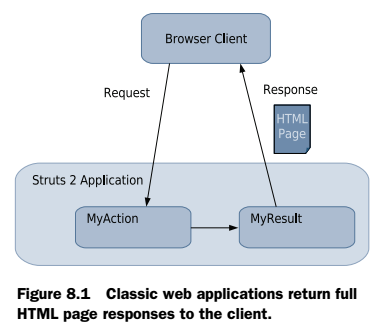 Browser Client
Request
Response
HTML
Page
Struts 2 Application
MyAction
MyResult
Figure 8.1 Classic web applications return full
HTML page responses to the client.